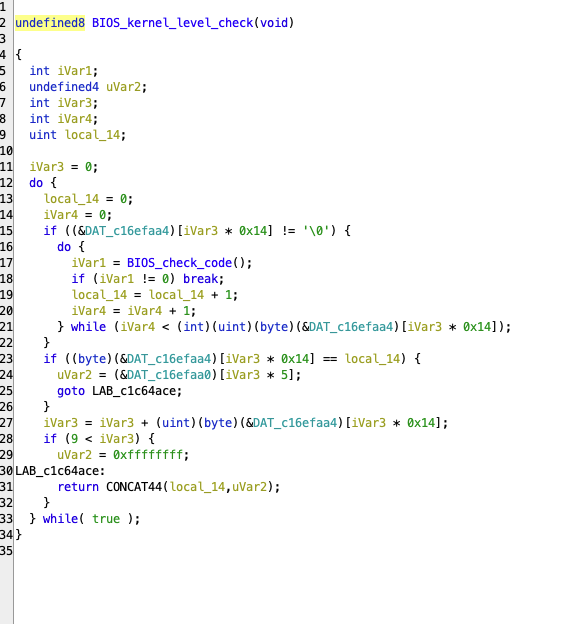 1
2 undefined8 BIOS_kernel_level_check(void)
3
4 {
5   int iVar1;
6   undefined4 uVar2;
7   int iVar3;
8   int iVar4;
9   uint local_14;
10
11   iVar3 = 0;
12   do {
13     local_14 = 0;
14     iVar4 = 0;
15     if ((&DAT_c16efaa4)[iVar3 * 0x14] != '\0') {
16       do {
17         iVar1 = BIOS_check_code();
18         if (iVar1 != 0) break;
19         local_14 = local_14 + 1;
20         iVar4 = iVar4 + 1;
21       } while (iVar4 < (int)(uint)(byte)(&DAT_c16efaa4)[iVar3 * 0x14]);
22     }
23     if ((byte)(&DAT_c16efaa4)[iVar3 * 0x14] == local_14) {
24       uVar2 = (&DAT_c16efaa0)[iVar3 * 5];
25       goto LAB_c1c64ace;
26     }
27     iVar3 = iVar3 + (uint)(byte)(&DAT_c16efaa4)[iVar3 * 0x14];
28     if (9 < iVar3) {
29       uVar2 = 0xffffffff;
30 LAB_c1c64ace:
31       return CONCAT44(local_14,uVar2);
32     }
33   } while( true );
34 }
35